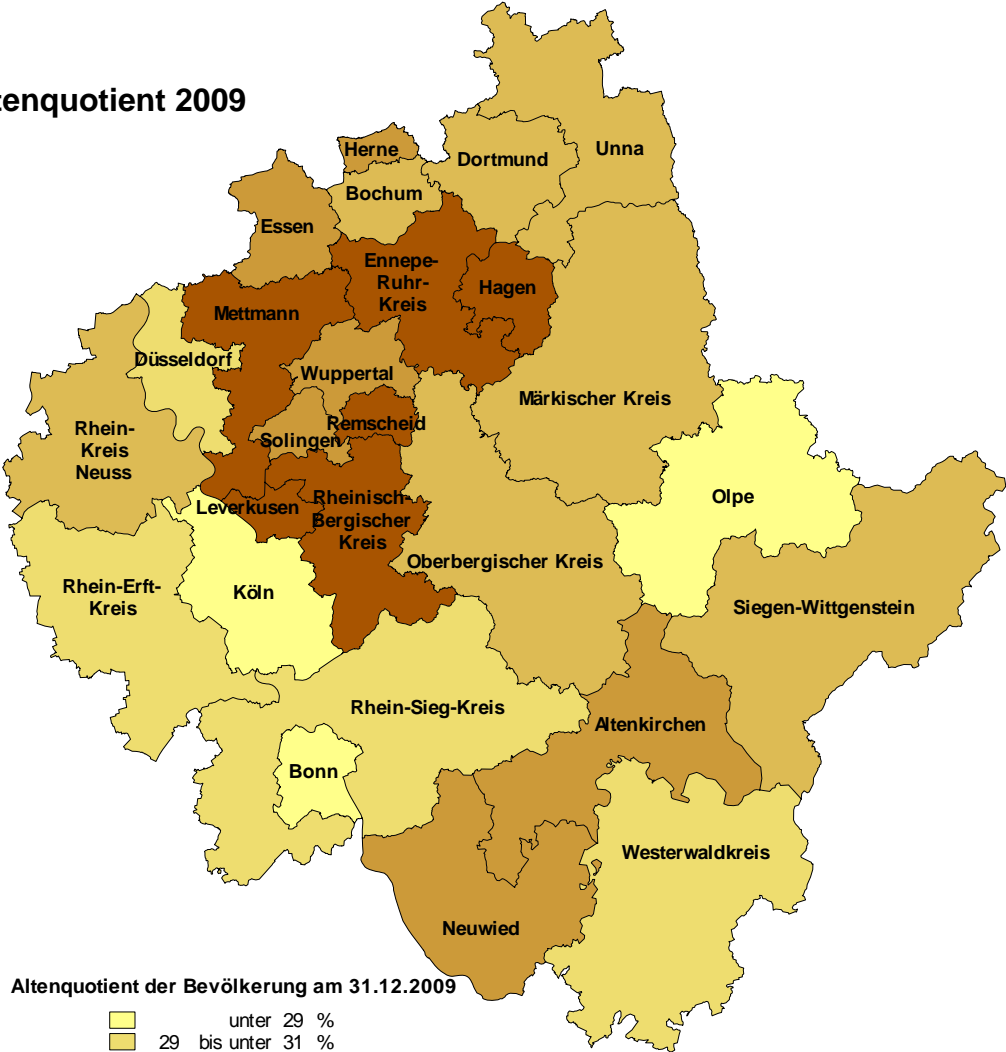 tenquotient 2009
Herne
Dortmund
Unna
Bochum
Essen
Ennepe-
Ruhr-
Kreis
Hagen
Mettmann
Düsseldorf
Wuppertal
Märkischer Kreis
Rhein-
Kreis
Neuss
Solingen
Remscheid
Leverkusen
Rheinisch-
Bergischer
Kreis
Olpe
Oberbergischer Kreis
Rhein-Erft-
Kreis
Köln
Siegen-Wittgenstein
Rhein-Sieg-Kreis
Altenkirchen
Bonn
Westerwaldkreis
Neuwied
Altenquotient der Bevölkerung am 31.12.2009
unter 29 %
29 bis unter 31 %